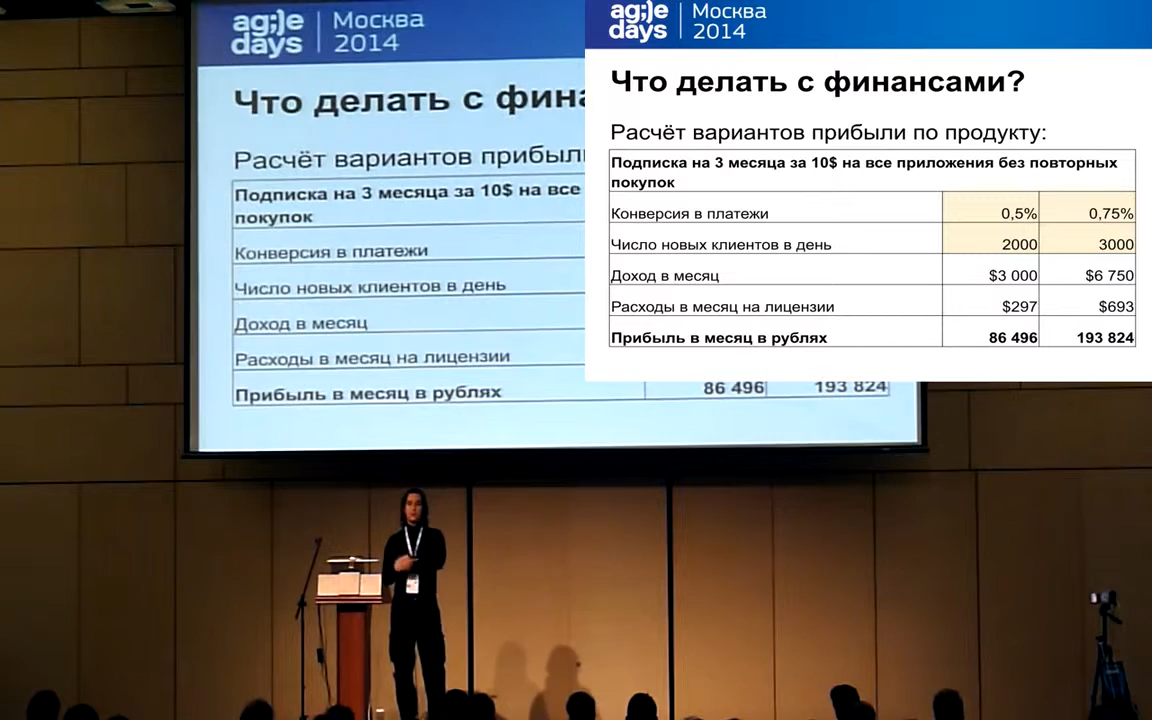 agile days | Москва 2014
Что делать с фин
Расчёт вариантов прибыл
Подписка на 3 месяца за 10$ на все
покупок
Конверсия в платежи
Число новых клиентов в день
Доход в месяц
Расходы в месяц на лицензии
Прибыль в месяц в рублях 86 496 193 824
agile days | Москва 2014
Что делать с финансами?
Расчёт вариантов прибыли по продукту:
Подписка на 3 месяца за 10$ на все приложения без повторных
покупок
Конверсия в платежи 0,5% 0,75%
Число новых клиентов в день 2000 3000
Доход в месяц $3 000 $6 750
Расходы в месяц на лицензии $297 $693
Прибыль в месяц в рублях 86 496 193 824